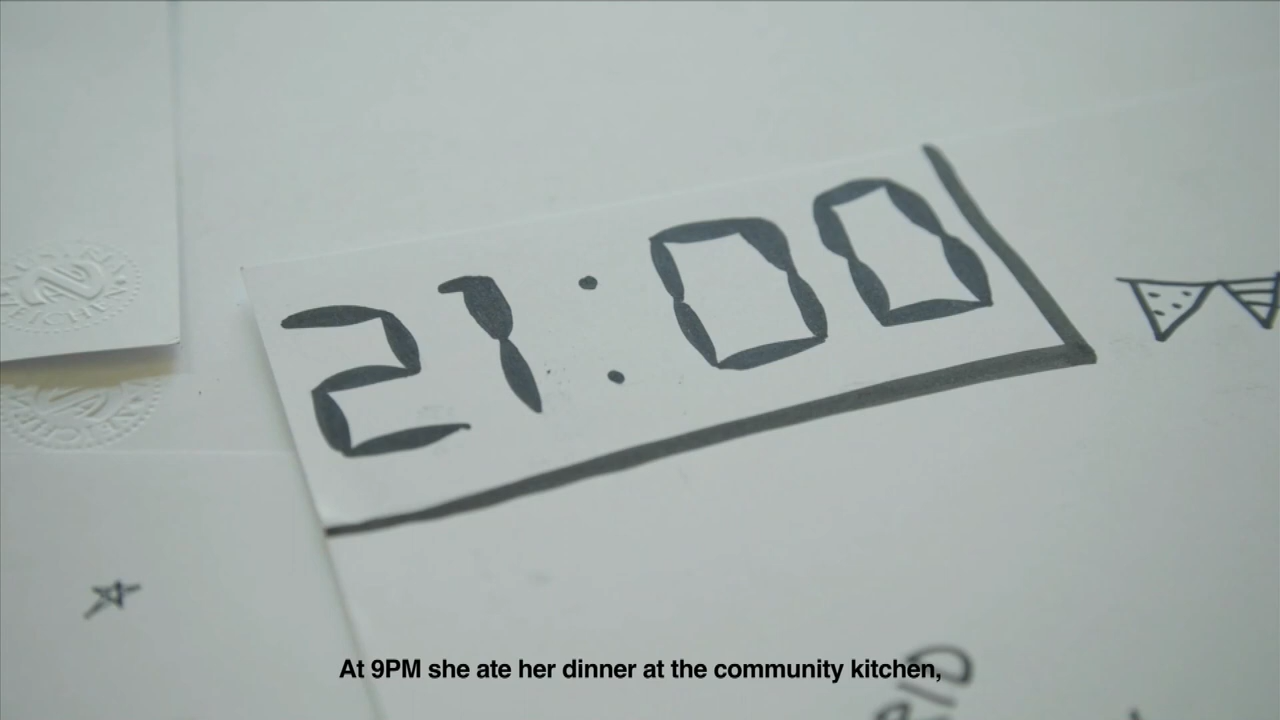 21:00
At 9PM she ate her dinner at the community kitchen,